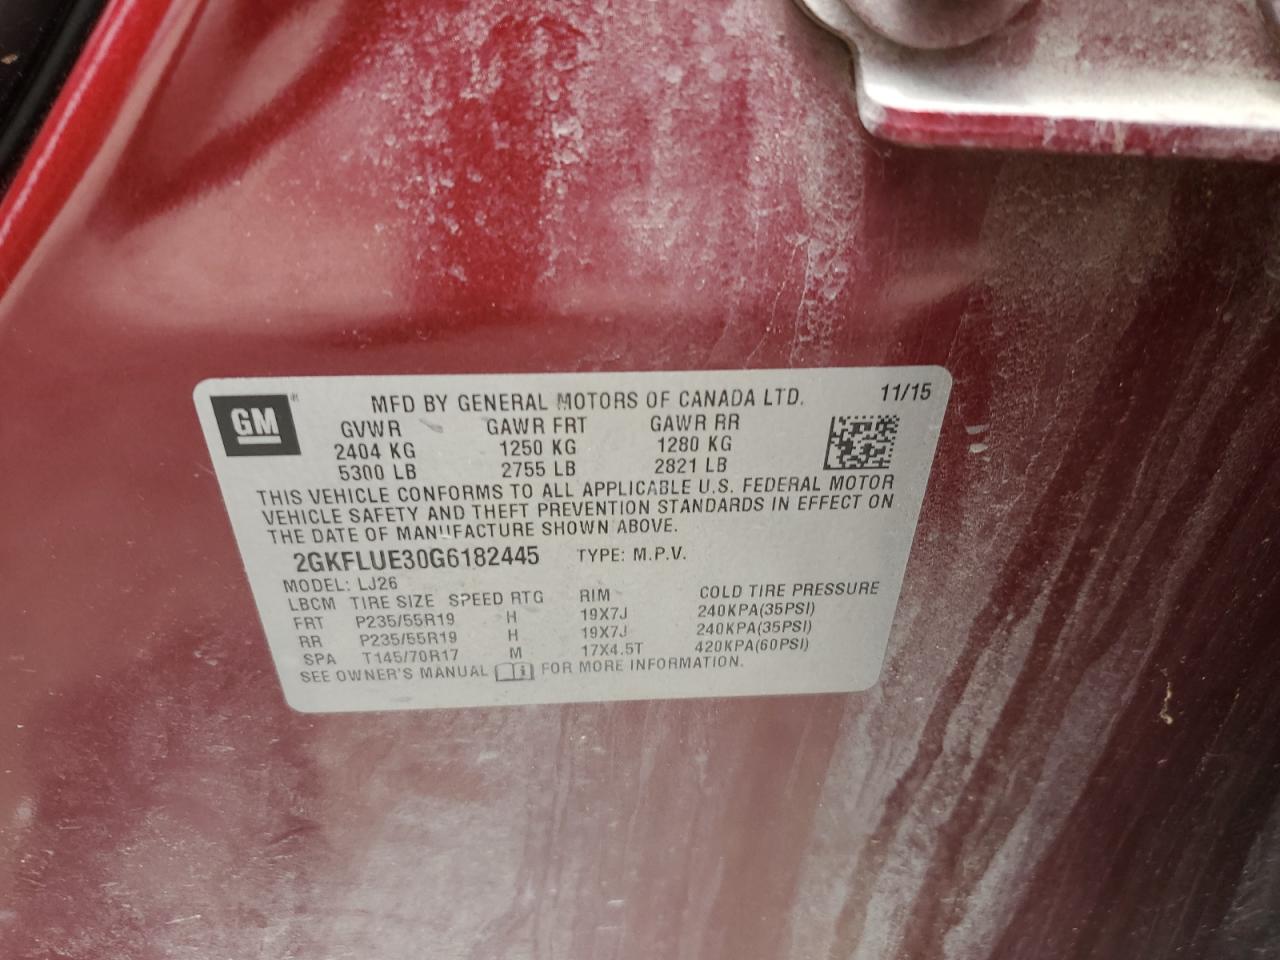 GM
MFD BY GENERAL MOTORS OF CANADA LTD. 11/15
GVWR GAWR FRT GAWR RR
2404 KG 1250 KG 1280 KG
5300 LB 2755 LB 2821 LB
THIS VEHICLE CONFORMS TO ALL APPLICABLE U.S. FEDERAL MOTOR
VEHICLE SAFETY AND THEFT PREVENTION STANDARDS IN EFFECT ON
THE DATE OF MANUFACTURE SHOWN ABOVE.
2GKFLUE30G6182445 TYPE: M.P.V.
MODEL: LJ26
LBCM TIRE SIZE SPEED RTG RIM COLD TIRE PRESSURE
FRT P235/55R19 H 19X7J 240KPA(35PSI)
RR P235/55R19 H 19X7J 240KPA(35PSI)
SPA T145/70R17 M 17X4.5T 420KPA(60PSI)
SEE OWNER'S MANUAL FOR MORE INFORMATION.